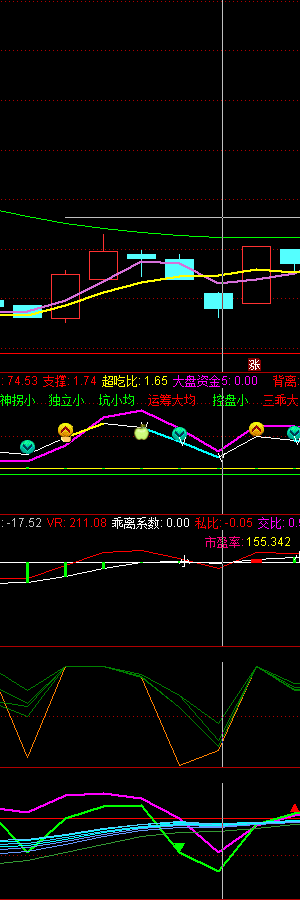 涨
: 74.53 支撑: 1.74 超吃比: 1.65 大盘资金5: 0.00 背离
神拐小 独立小 坑小均 运筹大均 控盘小 三乖大
: -17.52 VR: 211.08 乖离系数: 0.00 私比: -0.05 交比: 0.
市盈率: 155.342